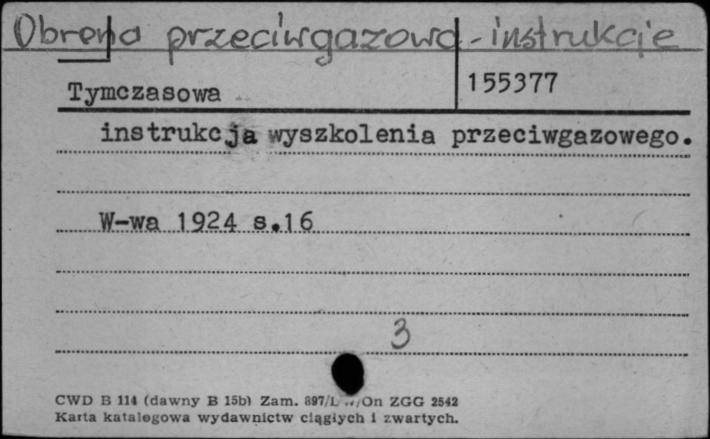 Obrona przeciwgazowa - instrukcje
Tymczasowa
155377
instrukcja wyszkolenia przeciwgazowego.
W-wa 1924 s.16
3
CWD B 114 (dawny B 15b) Zam. 897/L /On ZGG 2542
Karta katalogowa wydawnictw ciągłych i zwartych.